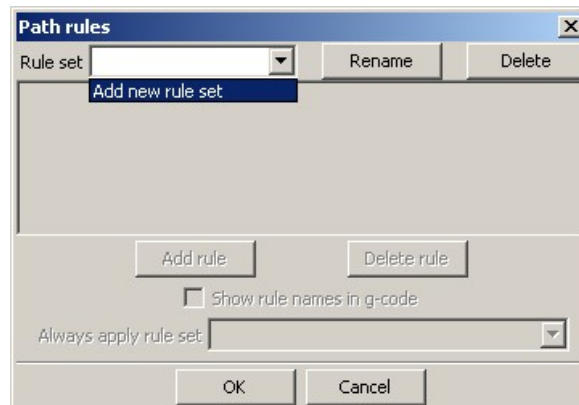 Path rules
Rule set Rename Delete
Add new rule set
Add rule Delete rule
Show rule names in g-code
Always apply rule set
OK Cancel